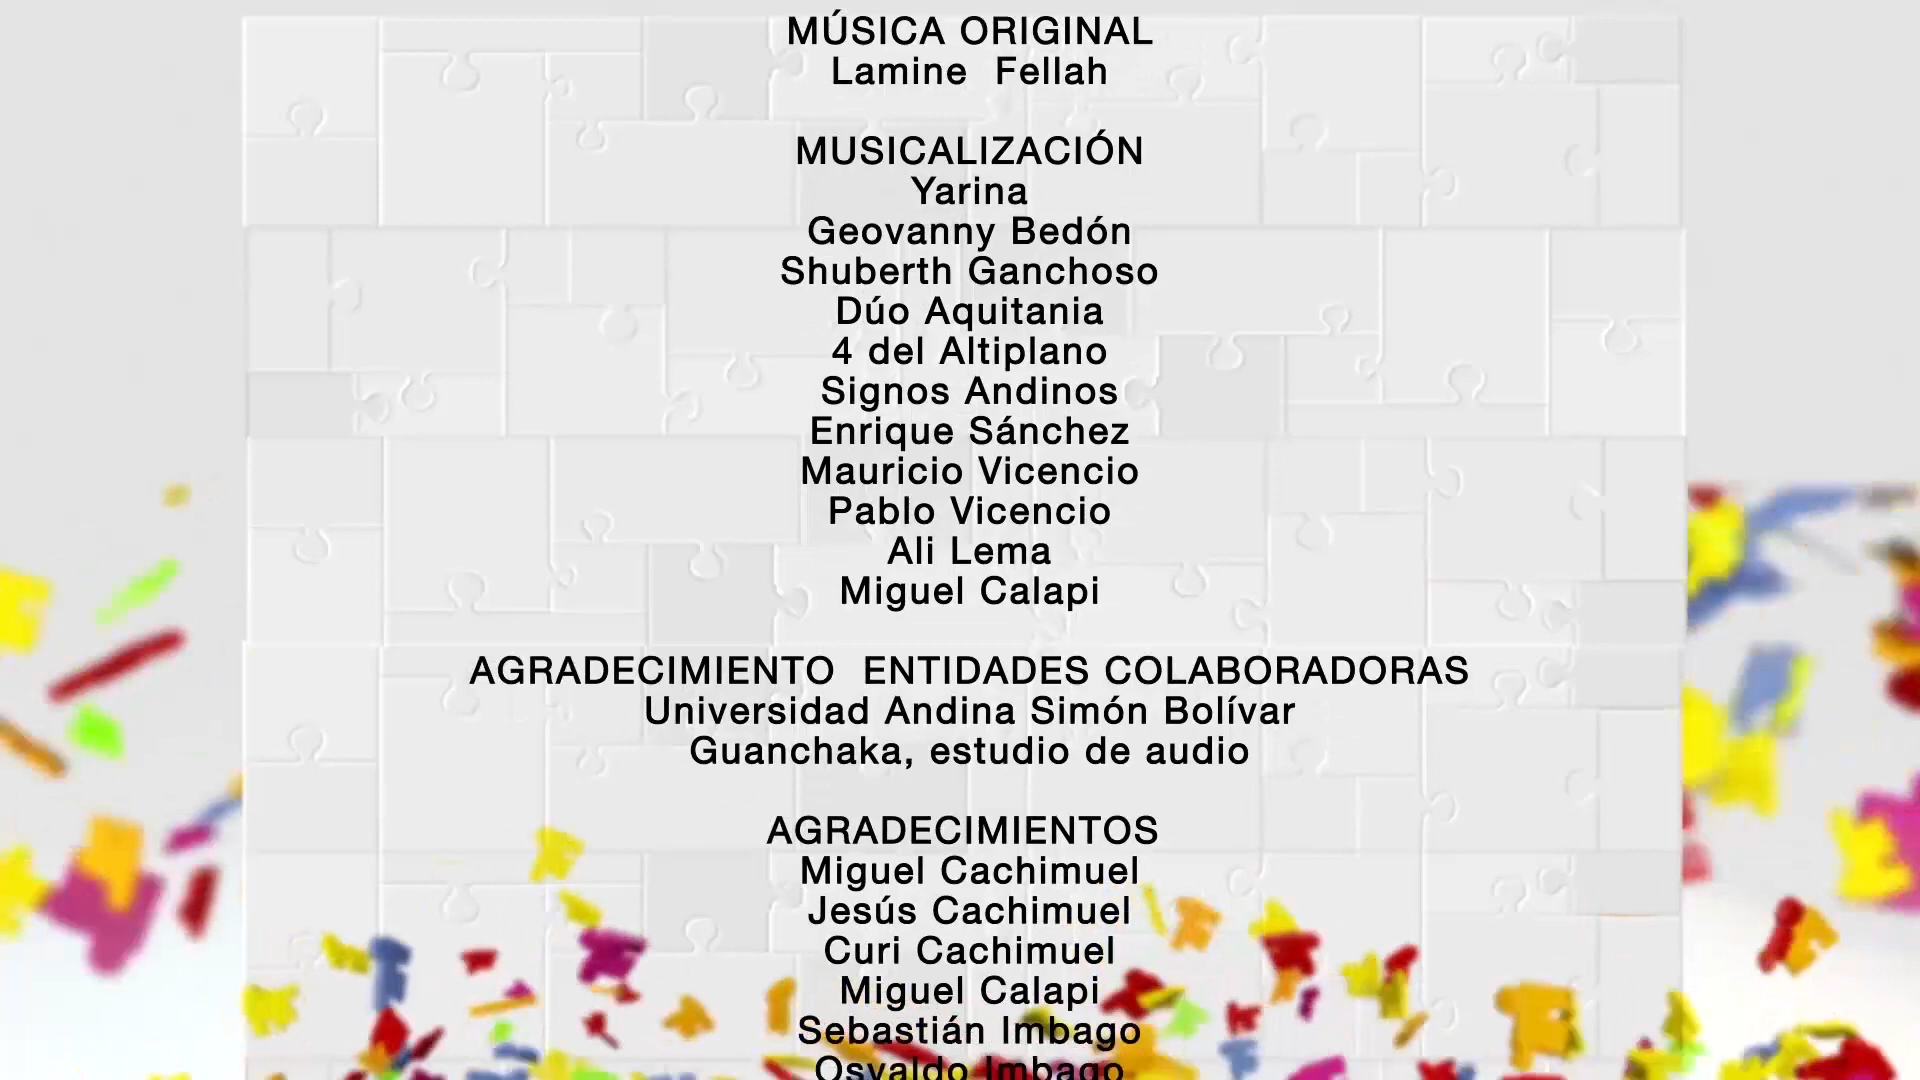 MÚSICA ORIGINAL
Lamine Fellah
MUSICALIZACIÓN
Yarina
Geovanny Bedón
Shuberth Ganchoso
Dúo Aquitania
4 del Altiplano
Signos Andinos
Enrique Sánchez
Mauricio Vicencio
Pablo Vicencio
Ali Lema
Miguel Calapi
AGRADECIMIENTO ENTIDADES COLABORADORAS
Universidad Andina Simón Bolívar
Guanchaka, estudio de audio
AGRADECIMIENTOS
Miguel Cachimuel
Jesús Cachimuel
Curi Cachimuel
Miguel Calapi
Sebastián Imbago
Osvaldo Imbago